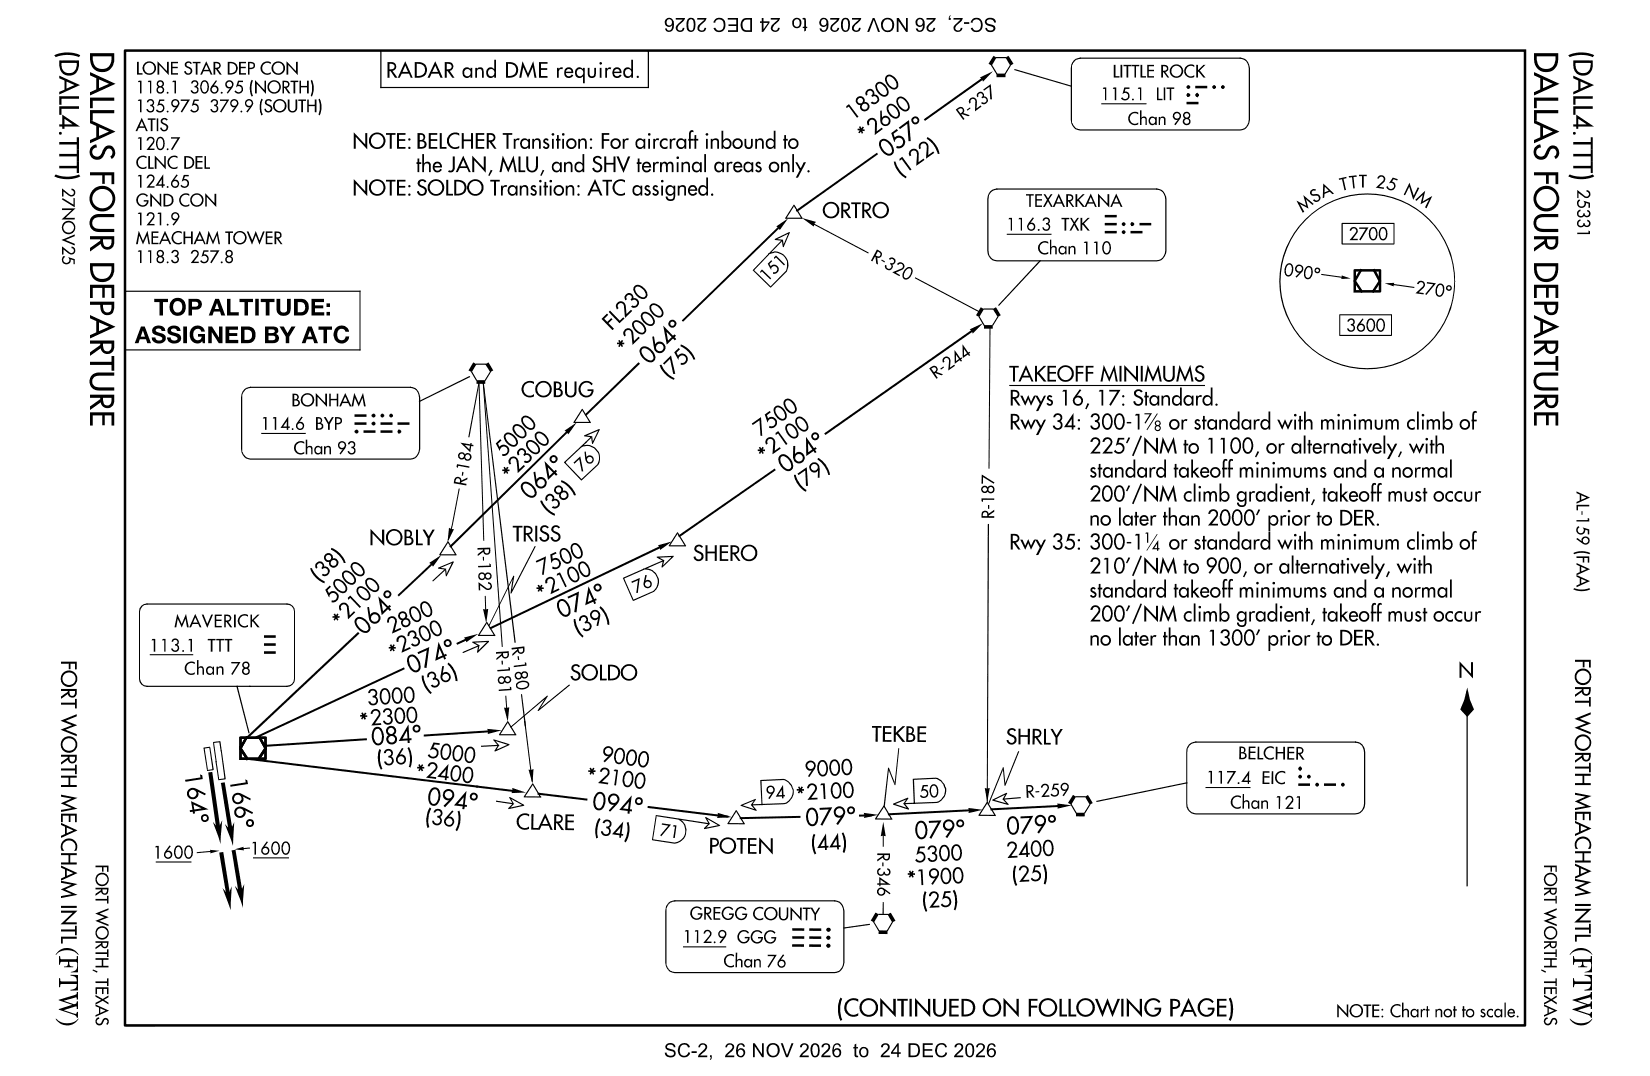 SC-2, 26 NOV 2026 to 24 DEC 2026
(DALL4.TTT) 27NOV25
DALLAS FOUR DEPARTURE
FORT WORTH MEACHAM INTL (FTW)
FORT WORTH, TEXAS
LONE STAR DEP CON
118.1 306.95 (NORTH)
135.975 379.9 (SOUTH)
ATIS
120.7
CLNC DEL
124.65
GND CON
121.9
MEACHAM TOWER
118.3 257.8
RADAR and DME required.
NOTE: BELCHER Transition: For aircraft inbound to
the JAN, MLU, and SHV terminal areas only.
NOTE: SOLDO Transition: ATC assigned.
TOP ALTITUDE:
ASSIGNED BY ATC
18300
*2600
057°
(122)
R-237
LITTLE ROCK
115.1 LIT
Chan 98
ORTRO
151
R-320
TEXARKANA
116.3 TXK
Chan 110
MSA TTT 25 NM
2700
090°
270°
3600
FL230
*2000
064°
(75)
BONHAM
114.6 BYP
Chan 93
COBUG
5000
*2300
064°
(38)
76
R-184
R-182
R-181
R-180
NOBLY
TRISS
7500
*2100
064°
(79)
R-244
R-187
SHERO
7500
*2100
074°
(39)
76
(38)
5000
*2100
064°
2800
*2300
074°
(36)
MAVERICK
113.1 TTT
Chan 78
SOLDO
3000
*2300
084°
(36)
5000
*2400
094°
(36)
CLARE
9000
*2100
094°
(34)
71
POTEN
94
9000
*2100
079°
(44)
TEKBE
50
079°
5300
*1900
(25)
SHRLY
R-259
079°
2400
(25)
BELCHER
117.4 EIC
Chan 121
R-346
GREGG COUNTY
112.9 GGG
Chan 76
164°
166°
1600
1600
TAKEOFF MINIMUMS
Rwys 16, 17: Standard.
Rwy 34: 300-1⅞ or standard with minimum climb of
225'/NM to 1100, or alternatively, with
standard takeoff minimums and a normal
200'/NM climb gradient, takeoff must occur
no later than 2000' prior to DER.
Rwy 35: 300-1¼ or standard with minimum climb of
210'/NM to 900, or alternatively, with
standard takeoff minimums and a normal
200'/NM climb gradient, takeoff must occur
no later than 1300' prior to DER.
N
(CONTINUED ON FOLLOWING PAGE)
NOTE: Chart not to scale.
(DALL4.TTT) 25331
DALLAS FOUR DEPARTURE
AL-159 (FAA)
FORT WORTH MEACHAM INTL (FTW)
FORT WORTH, TEXAS
SC-2, 26 NOV 2026 to 24 DEC 2026